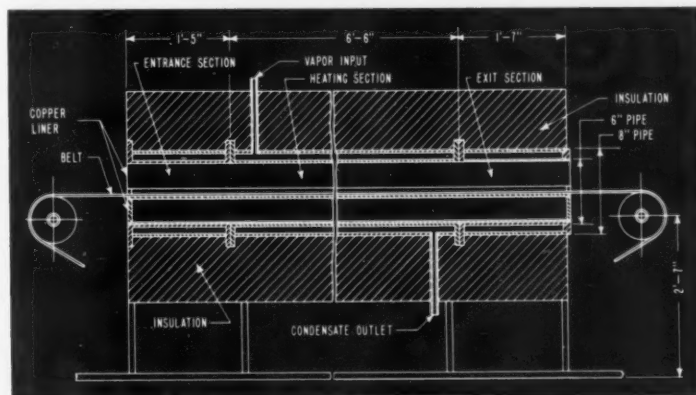 1'-5" 6'-6" 1'-7"
VAPOR INPUT
ENTRANCE SECTION HEATING SECTION EXIT SECTION
INSULATION
COPPER
LINER
6" PIPE
8" PIPE
BELT
2'-7"
INSULATION
CONDENSATE OUTLET